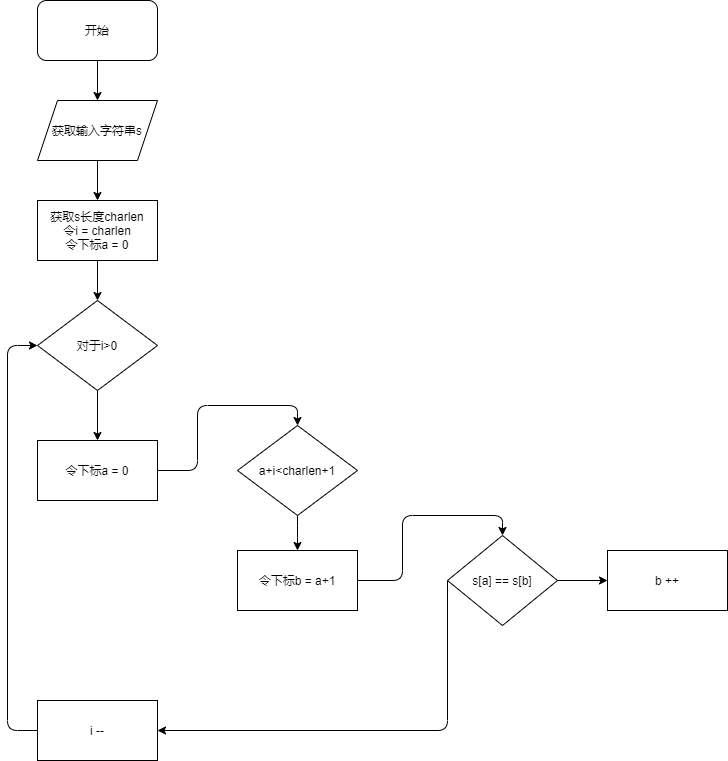 开始
获取输入字符串s
获取s长度charlen
令i = charlen
令下标a = 0
对于i>0
令下标a = 0
a+i<charlen+1
令下标b = a+1
s[a] == s[b]
b ++
i --